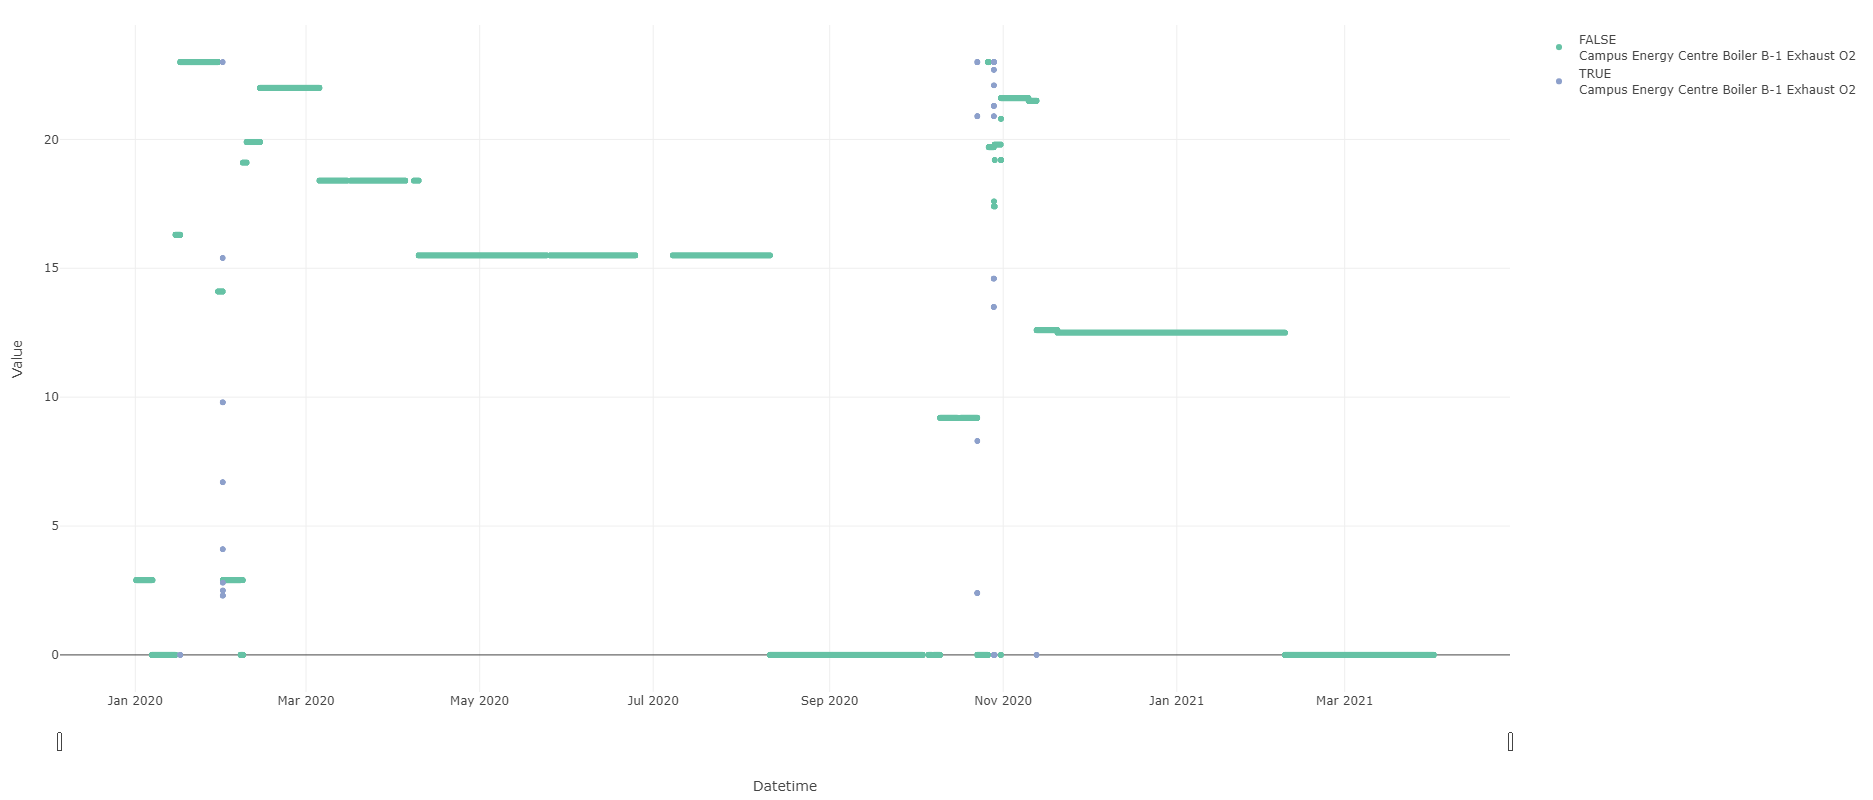 FALSE
Campus Energy Centre Boiler B-1 Exhaust O2
TRUE
Campus Energy Centre Boiler B-1 Exhaust O2
20
15
10
5
0
Value
Jan 2020
Mar 2020
May 2020
Jul 2020
Sep 2020
Nov 2020
Jan 2021
Mar 2021
Datetime